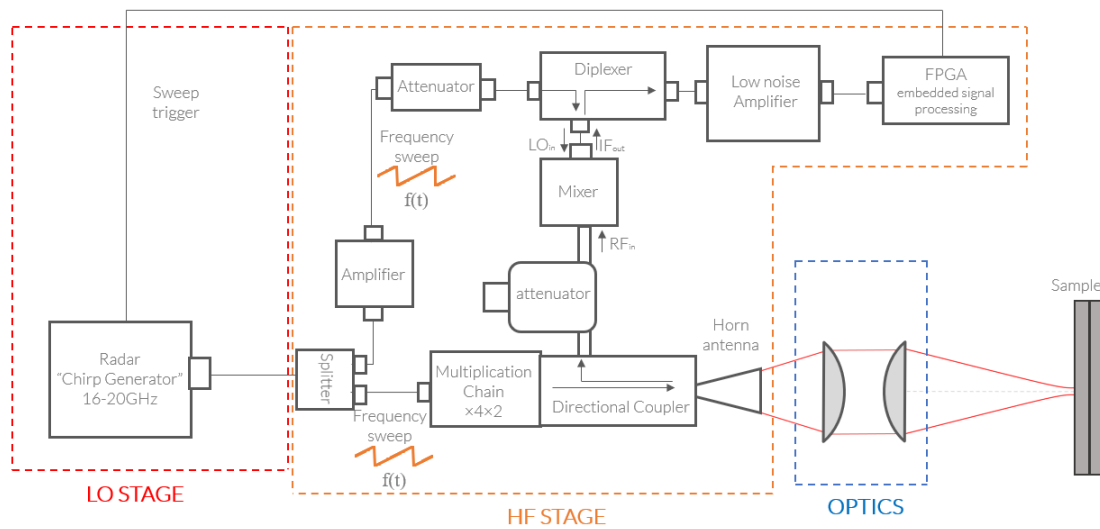 Sweep
trigger
Radar
“Chirp Generator”
16-20GHz
LO STAGE
Attenuator
Frequency
sweep
f(t)
Amplifier
Splitter
Frequency
sweep
f(t)
Diplexer
LOin
IFout
Mixer
RFin
attenuator
Multiplication
Chain
×4×2
Directional Coupler
Low noise
Amplifier
FPGA
embedded signal
processing
Horn
antenna
HF STAGE
OPTICS
Sample